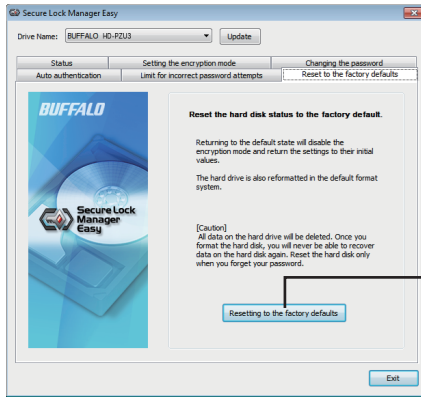 Secure Lock Manager Easy
Drive Name: BUFFALO HD-PZU3 Update
Status Setting the encryption mode Changing the password
Auto authentication Limit for incorrect password attempts Reset to the factory defaults
BUFFALO
Secure Lock
Manager
Easy
Reset the hard disk status to the factory default.
Returning to the default state will disable the
encryption mode and return the settings to their initial
values.
The hard drive is also reformatted in the default format
system.
[Caution]
All data on the hard drive will be deleted. Once you
format the hard disk, you will never be able to recover
data on the hard disk again. Reset the hard disk only
when you forget your password.
Resetting to the factory defaults
Exit